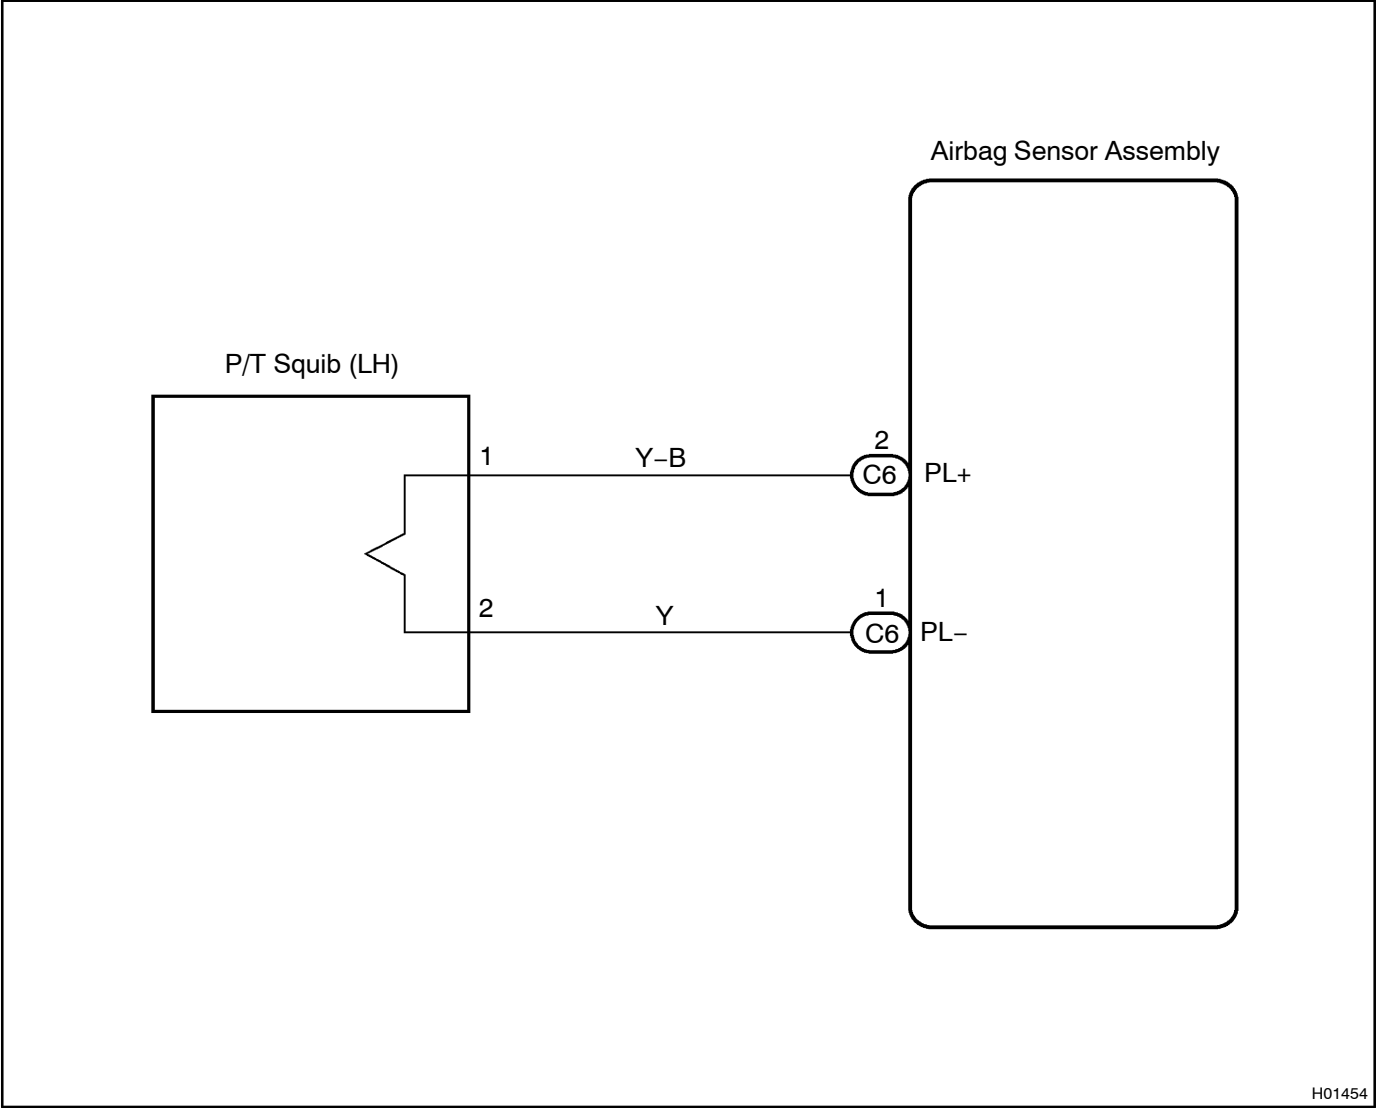 Airbag Sensor Assembly
P/T Squib (LH)
1
Y−B
2
C6
PL+
2
Y
1
C6
PL−
H01454